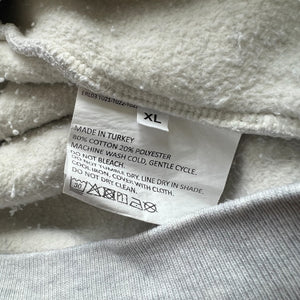 XL
MADE IN TURKEY
80% COTTON 20% POLYESTER
MACHINE WASH COLD, GENTLE CYCLE.
DO NOT BLEACH.
DO NOT TUMBLE DRY, LINE DRY IN SHADE.
COOL IRON, COVER WITH CLOTH.
DO NOT DRY CLEAN.
30